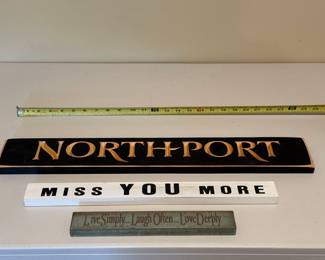 NORTHPORT
MISS YOU MORE
Live Simply... Laugh Often... Love Deeply